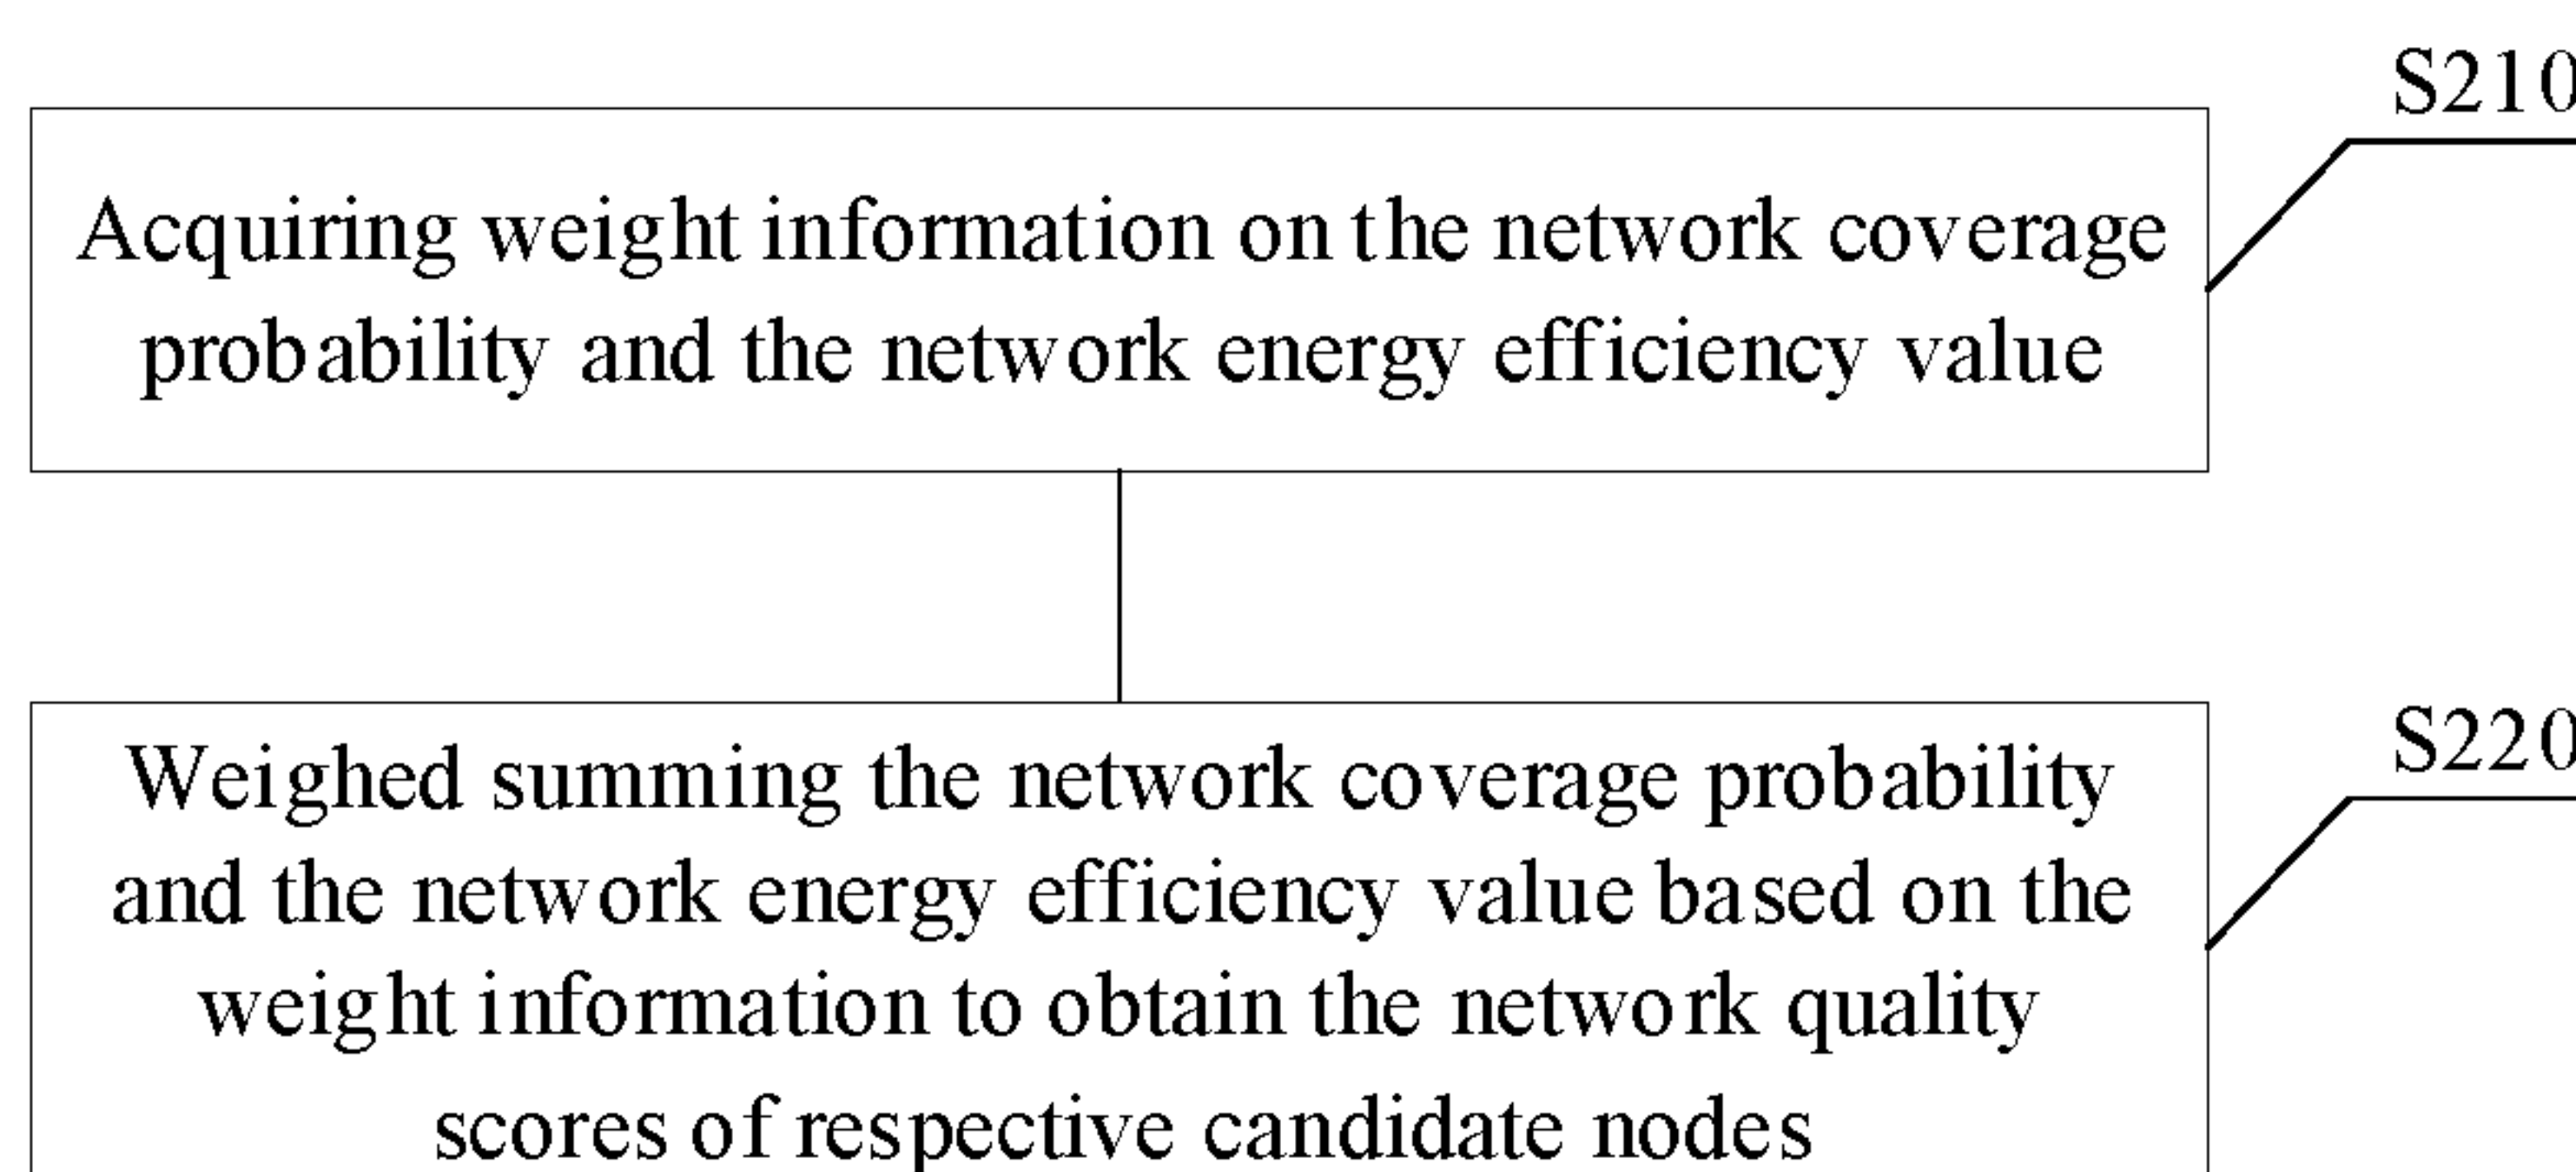 S210
Acquiring weight information on the network coverage
probability and the network energy efficiency value
S220
Weighed summing the network coverage probability
and the network energy efficiency value based on the
weight information to obtain the network quality
scores of respective candidate nodes